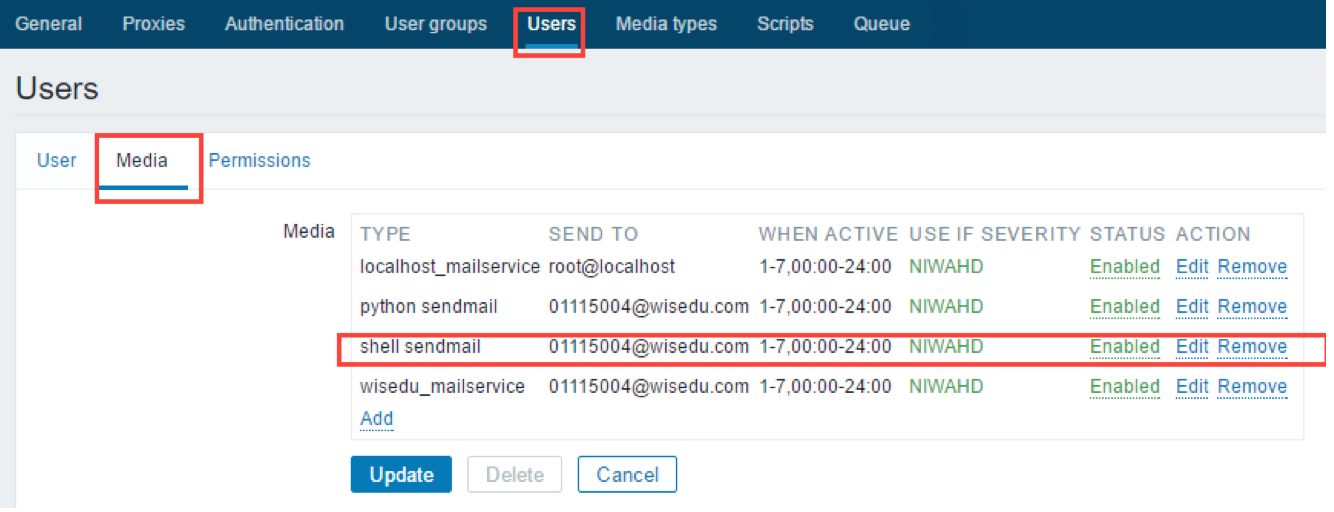 General Proxies Authentication User groups Users Media types Scripts Queue
Users
User Media Permissions
Media TYPE SEND TO WHEN ACTIVE USE IF SEVERITY STATUS ACTION
localhost_mailservice root@localhost 1-7,00:00-24:00 NIWAHD Enabled Edit Remove
python sendmail 01115004@wisedu.com 1-7,00:00-24:00 NIWAHD Enabled Edit Remove
shell sendmail 01115004@wisedu.com 1-7,00:00-24:00 NIWAHD Enabled Edit Remove
wisedu_mailservice 01115004@wisedu.com 1-7,00:00-24:00 NIWAHD Enabled Edit Remove
Add
Update Delete Cancel